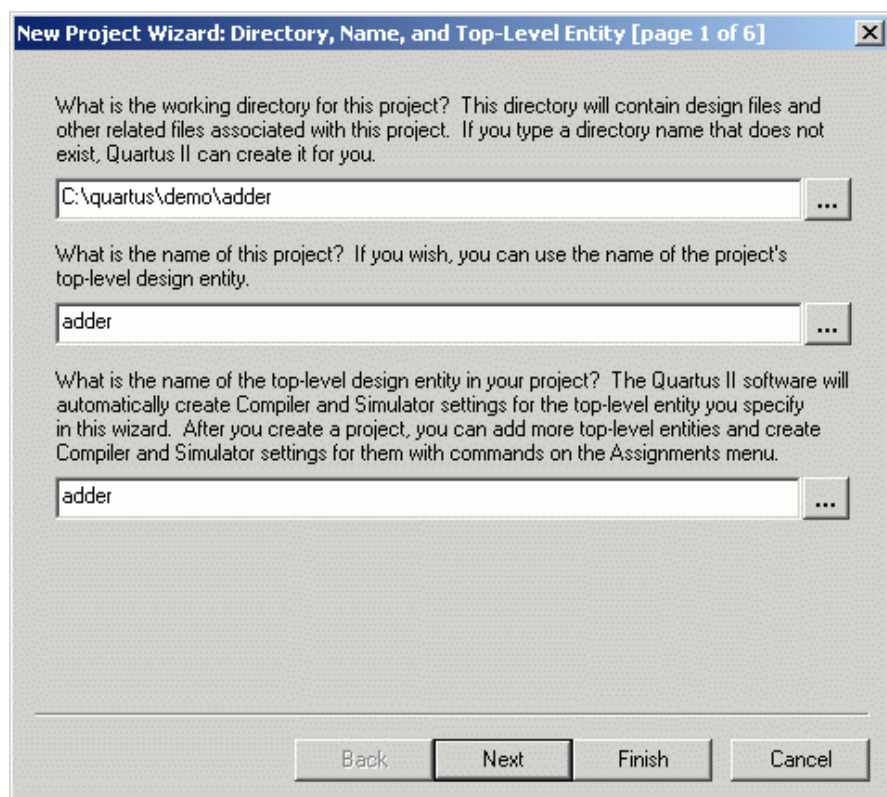 New Project Wizard: Directory, Name, and Top-Level Entity [page 1 of 6]
What is the working directory for this project? This directory will contain design files and
other related files associated with this project. If you type a directory name that does not
exist, Quartus II can create it for you.
C:\quartus\demo\adder
...
What is the name of this project? If you wish, you can use the name of the project's
top-level design entity.
adder
...
What is the name of the top-level design entity in your project? The Quartus II software will
automatically create Compiler and Simulator settings for the top-level entity you specify
in this wizard. After you create a project, you can add more top-level entities and create
Compiler and Simulator settings for them with commands on the Assignments menu.
adder
...
Back Next Finish Cancel